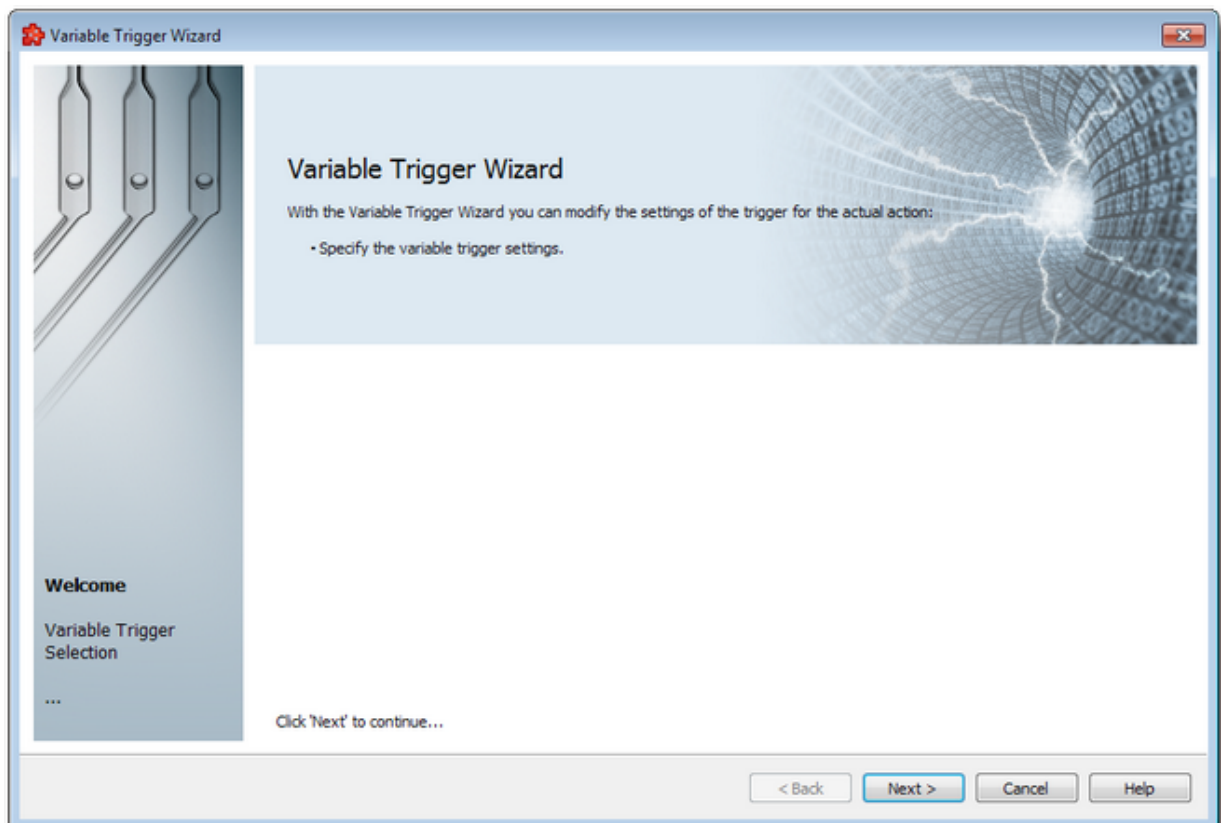 Variable Trigger Wizard
Variable Trigger Wizard
With the Variable Trigger Wizard you can modify the settings of the trigger for the actual action:
· Specify the variable trigger settings.
Welcome
Variable Trigger
Selection
...
Click 'Next' to continue...
< Back
Next >
Cancel
Help